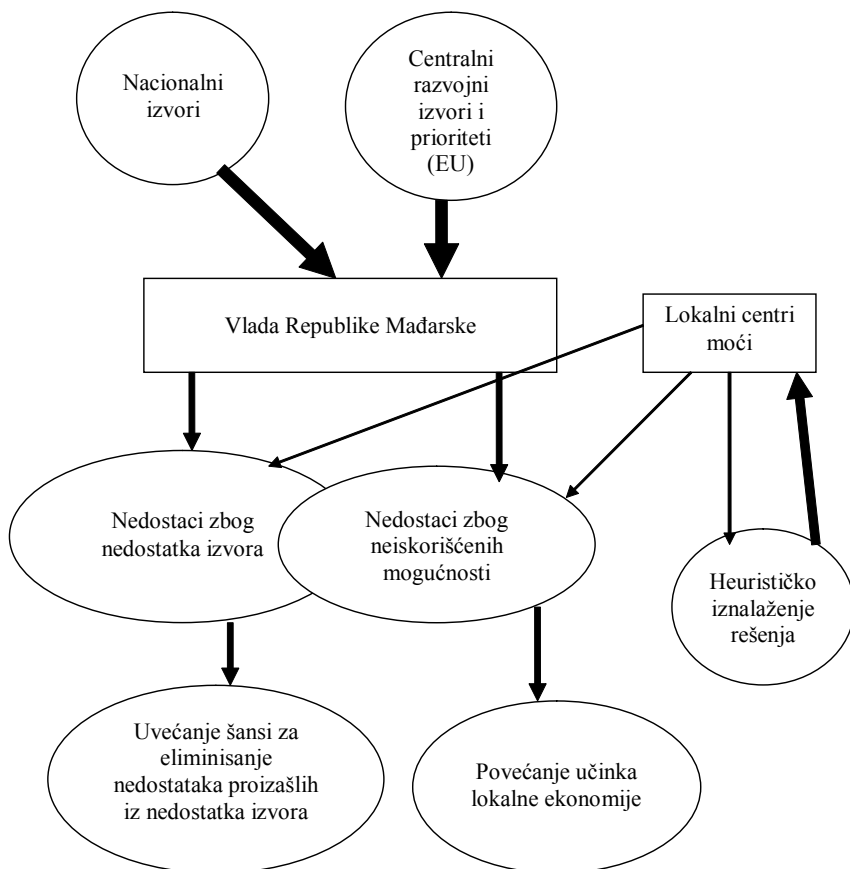 Nacionalni
izvori
Centralni
razvojni
izvori i
prioriteti
(EU)
Vlada Republike Mađarske
Lokalni centri
moći
Nedostaci zbog
nedostatka izvora
Nedostaci zbog
neiskorišćenih
mogućnosti
Heurističko
iznalaženje
rešenja
Uvećanje šansi za
eliminisanje
nedostataka proizašlih
iz nedostatka izvora
Povećanje učinka
lokalne ekonomije